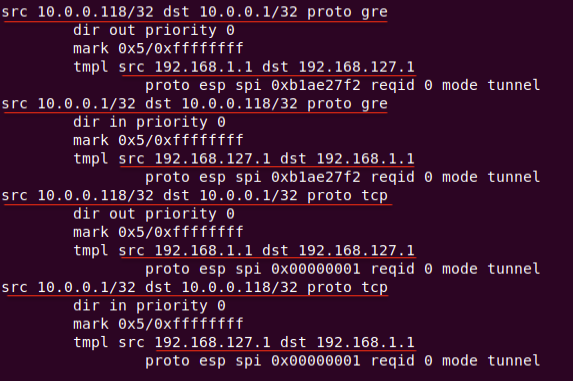 src 10.0.0.118/32 dst 10.0.0.1/32 proto gre
dir out priority 0
mark 0x5/0xffffffff
tmpl src 192.168.1.1 dst 192.168.127.1
proto esp spi 0xb1ae27f2 reqid 0 mode tunnel
src 10.0.0.1/32 dst 10.0.0.118/32 proto gre
dir in priority 0
mark 0x5/0xffffffff
tmpl src 192.168.127.1 dst 192.168.1.1
proto esp spi 0xb1ae27f2 reqid 0 mode tunnel
src 10.0.0.118/32 dst 10.0.0.1/32 proto tcp
dir out priority 0
mark 0x5/0xffffffff
tmpl src 192.168.1.1 dst 192.168.127.1
proto esp spi 0x00000001 reqid 0 mode tunnel
src 10.0.0.1/32 dst 10.0.0.118/32 proto tcp
dir in priority 0
mark 0x5/0xffffffff
tmpl src 192.168.127.1 dst 192.168.1.1
proto esp spi 0x00000001 reqid 0 mode tunnel